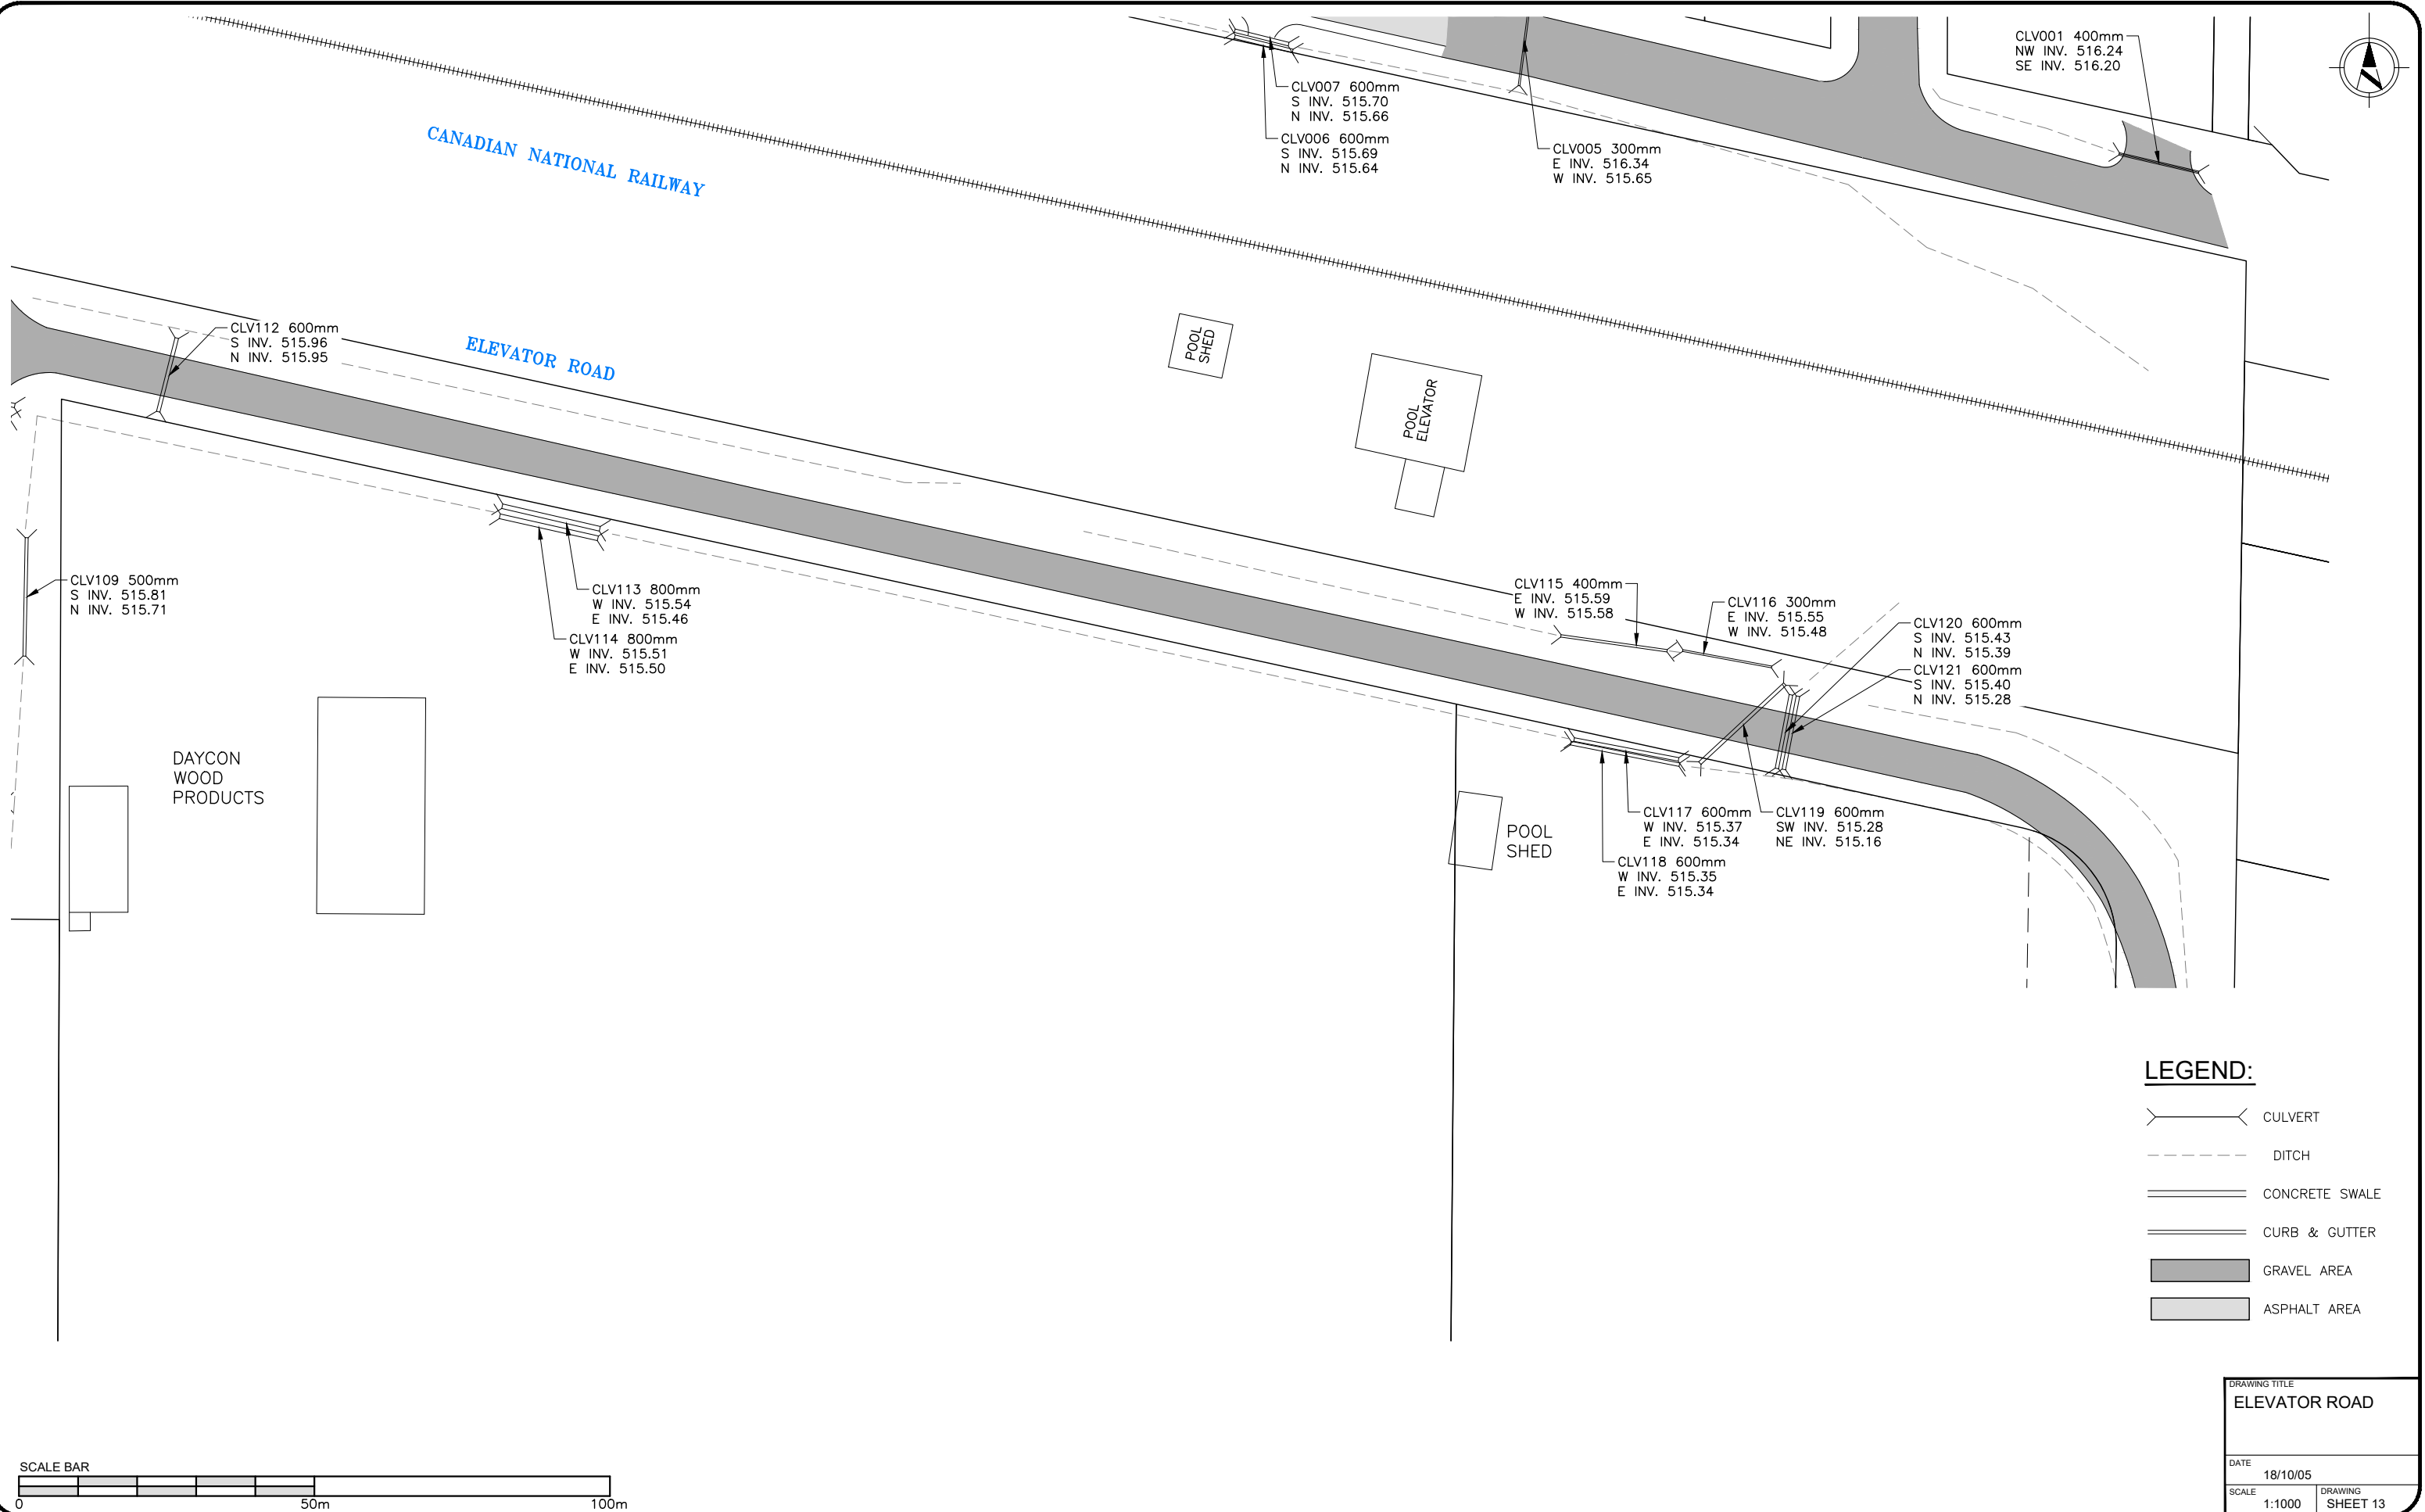 CLV001 400mm
NW INV. 516.24
SE INV. 516.20
CLV007 600mm
S INV. 515.70
N INV. 515.66
CLV006 600mm
S INV. 515.69
N INV. 515.64
CLV005 300mm
E INV. 516.34
W INV. 515.65
CANADIAN NATIONAL RAILWAY
CLV112 600mm
S INV. 515.96
N INV. 515.95
ELEVATOR ROAD
POOL
SHED
POOL
ELEVATOR
CLV109 500mm
S INV. 515.81
N INV. 515.71
CLV113 800mm
W INV. 515.54
E INV. 515.46
CLV114 800mm
W INV. 515.51
E INV. 515.50
CLV115 400mm
E INV. 515.59
W INV. 515.58
CLV116 300mm
E INV. 515.55
W INV. 515.48
CLV120 600mm
S INV. 515.43
N INV. 515.39
CLV121 600mm
S INV. 515.40
N INV. 515.28
DAYCON
WOOD
PRODUCTS
POOL
SHED
CLV117 600mm
W INV. 515.37
E INV. 515.34
CLV119 600mm
SW INV. 515.28
NE INV. 515.16
CLV118 600mm
W INV. 515.35
E INV. 515.34
LEGEND:
CULVERT
DITCH
CONCRETE SWALE
CURB & GUTTER
GRAVEL AREA
ASPHALT AREA
SCALE BAR
0 50m 100m
DRAWING TITLE
ELEVATOR ROAD
DATE
18/10/05
SCALE
1:1000
DRAWING
SHEET 13